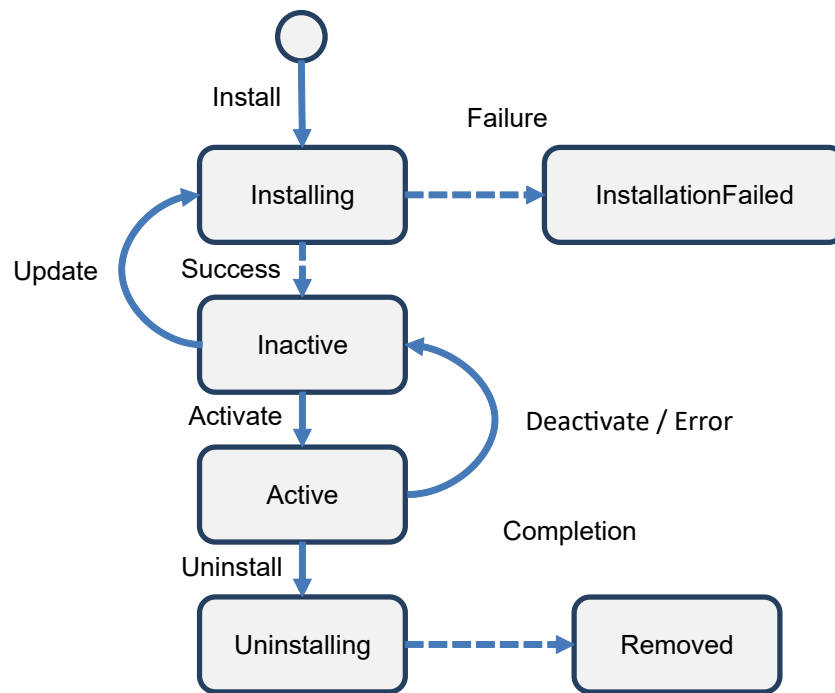 Install
Failure
Installing
InstallationFailed
Update
Success
Inactive
Activate
Deactivate / Error
Active
Completion
Uninstall
Uninstalling
Removed